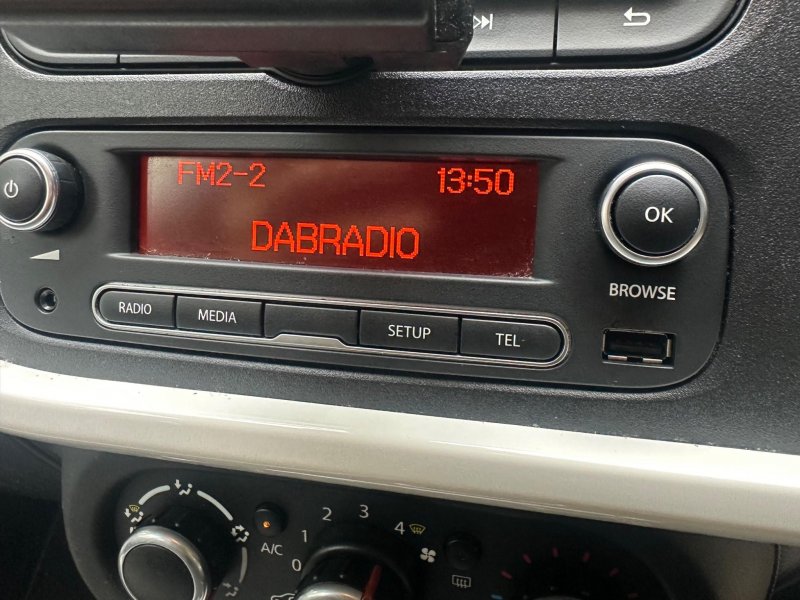 FM2-2 13:50
DABRADIO
OK
BROWSE
RADIO MEDIA SETUP TEL
A/C 0 1 2 3 4